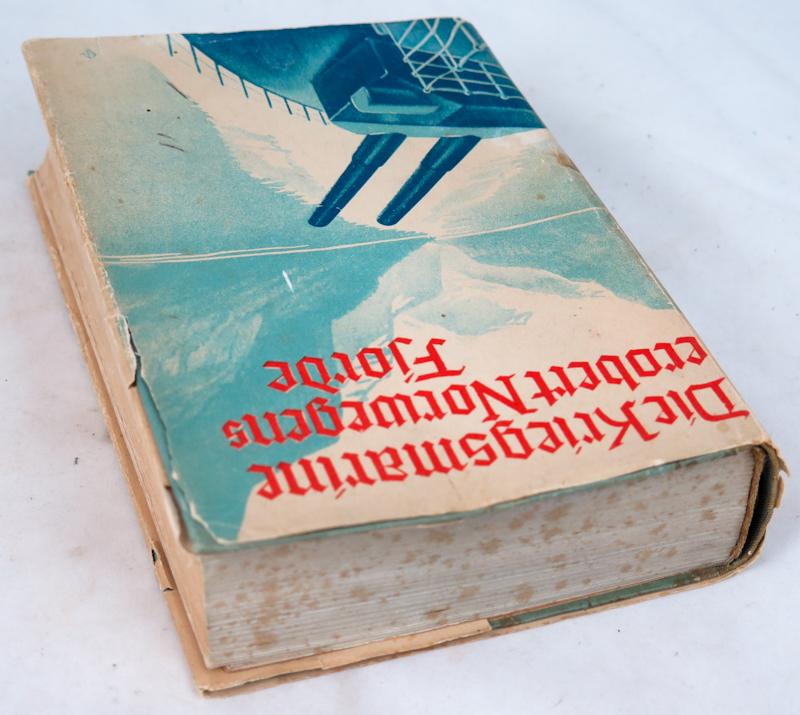 Die Kriegsmarine
erobert Norwegens
Fjorde